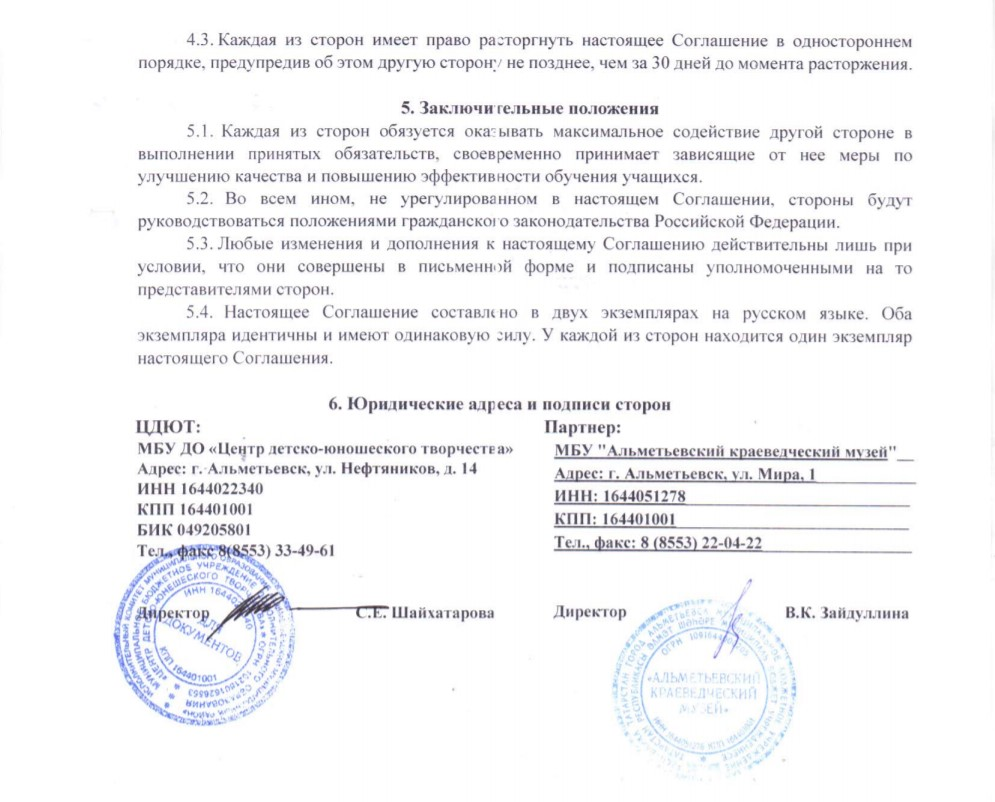 4.3. Каждая из сторон имеет право расторгнуть настоящее Соглашение в одностороннем
порядке, предупредив об этом другую сторону не позднее, чем за 30 дней до момента расторжения.
5. Заключительные положения
5.1. Каждая из сторон обязуется оказывать максимальное содействие другой стороне в
выполнении принятых обязательств, своевременно принимает зависящие от нее меры по
улучшению качества и повышению эффективности обучения учащихся.
5.2. Во всем ином, не урегулированном в настоящем Соглашении, стороны будут
руководствоваться положениями гражданского законодательства Российской Федерации.
5.3. Любые изменения и дополнения к настоящему Соглашению действительны лишь при
условии, что они совершены в письменной форме и подписаны уполномоченными на то
представителями сторон.
5.4. Настоящее Соглашение составлено в двух экземплярах на русском языке. Оба
экземпляра идентичны и имеют одинаковую силу. У каждой из сторон находится один экземпляр
настоящего Соглашения.
6. Юридические адреса и подписи сторон
ЦДЮТ:
МБУ ДО «Центр детско-юношеского творчества»
Адрес: г. Альметьевск, ул. Нефтяников, д. 14
ИНН 1644022340
КПП 164401001
БИК 049205801
Тел., факс 8(8553) 33-49-61
Директор С.Е. Шайхатарова
ДЛЯ
ДОКУМЕНТОВ
КПП 164401001
Партнер:
МБУ "Альметьевский краеведческий музей"
Адрес: г. Альметьевск, ул. Мира, 1
ИНН: 1644051278
КПП: 164401001
Тел., факс: 8 (8553) 22-04-22
Директор В.К. Зайдуллина
«АЛЬМЕТЬЕВСКИЙ
КРАЕВЕДЧЕСКИЙ
МУЗЕЙ»